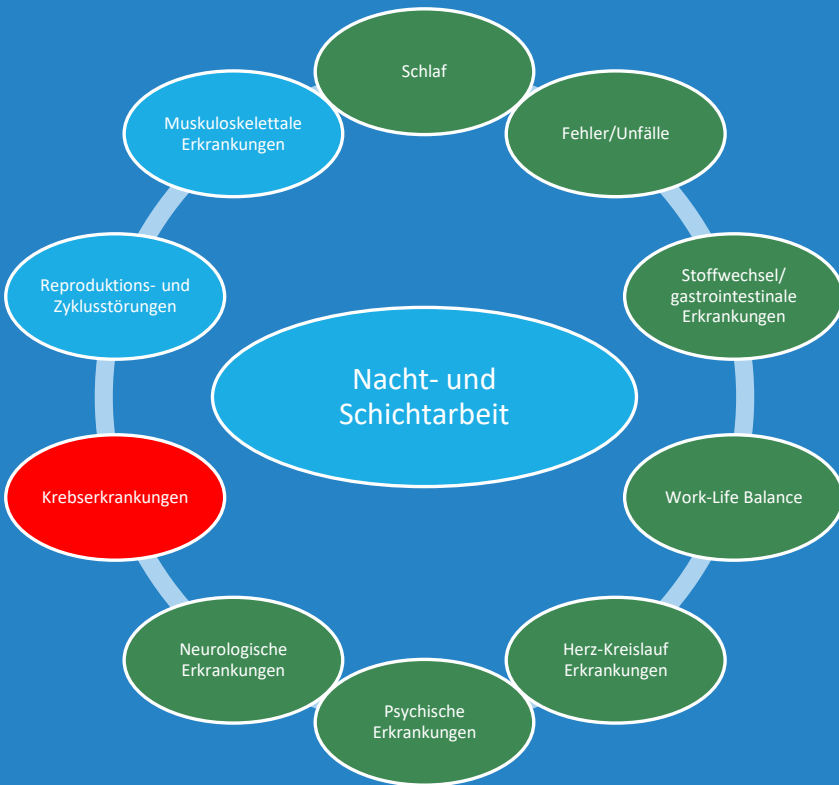 Schlaf
Muskuloskelettale
Erkrankungen
Fehler/Unfälle
Reproduktions- und
Zyklusstörungen
Stoffwechsel/
gastrointestinale
Erkrankungen
Nacht- und
Schichtarbeit
Krebserkrankungen
Work-Life Balance
Neurologische
Erkrankungen
Herz-Kreislauf
Erkrankungen
Psychische
Erkrankungen